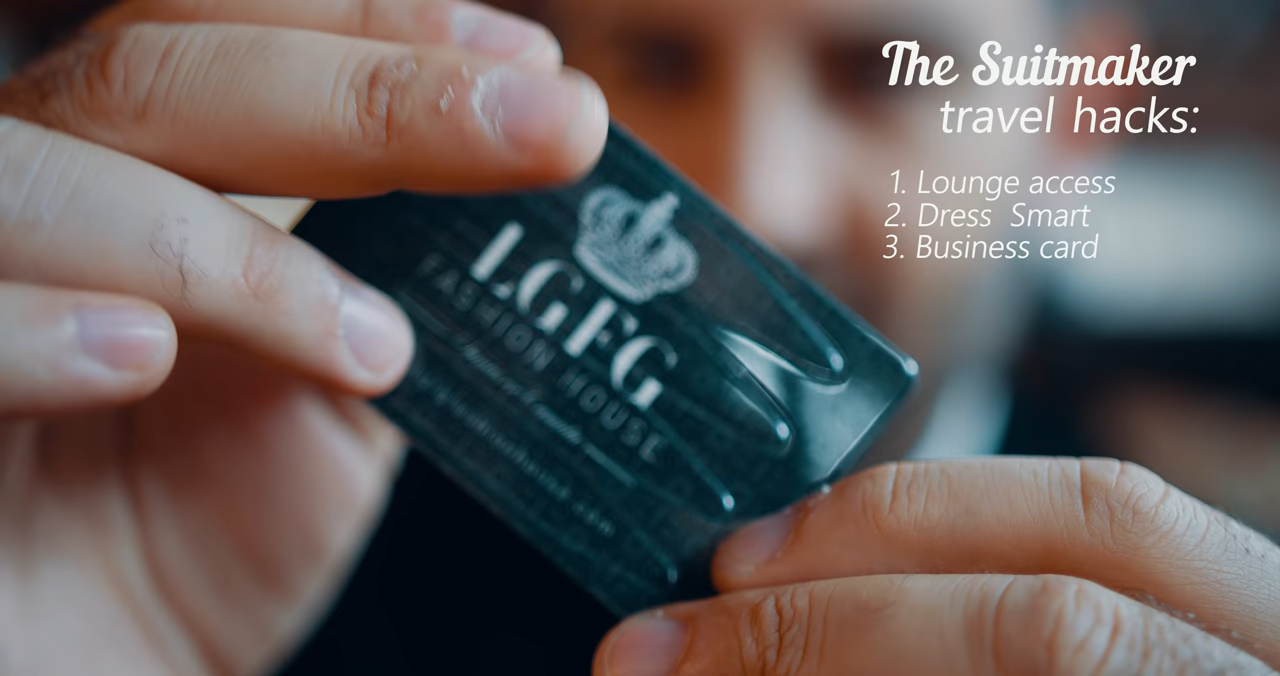 The Suitmaker
travel hacks:
1. Lounge access
2. Dress Smart
3. Business card
LGFG
FASHION HOUSE